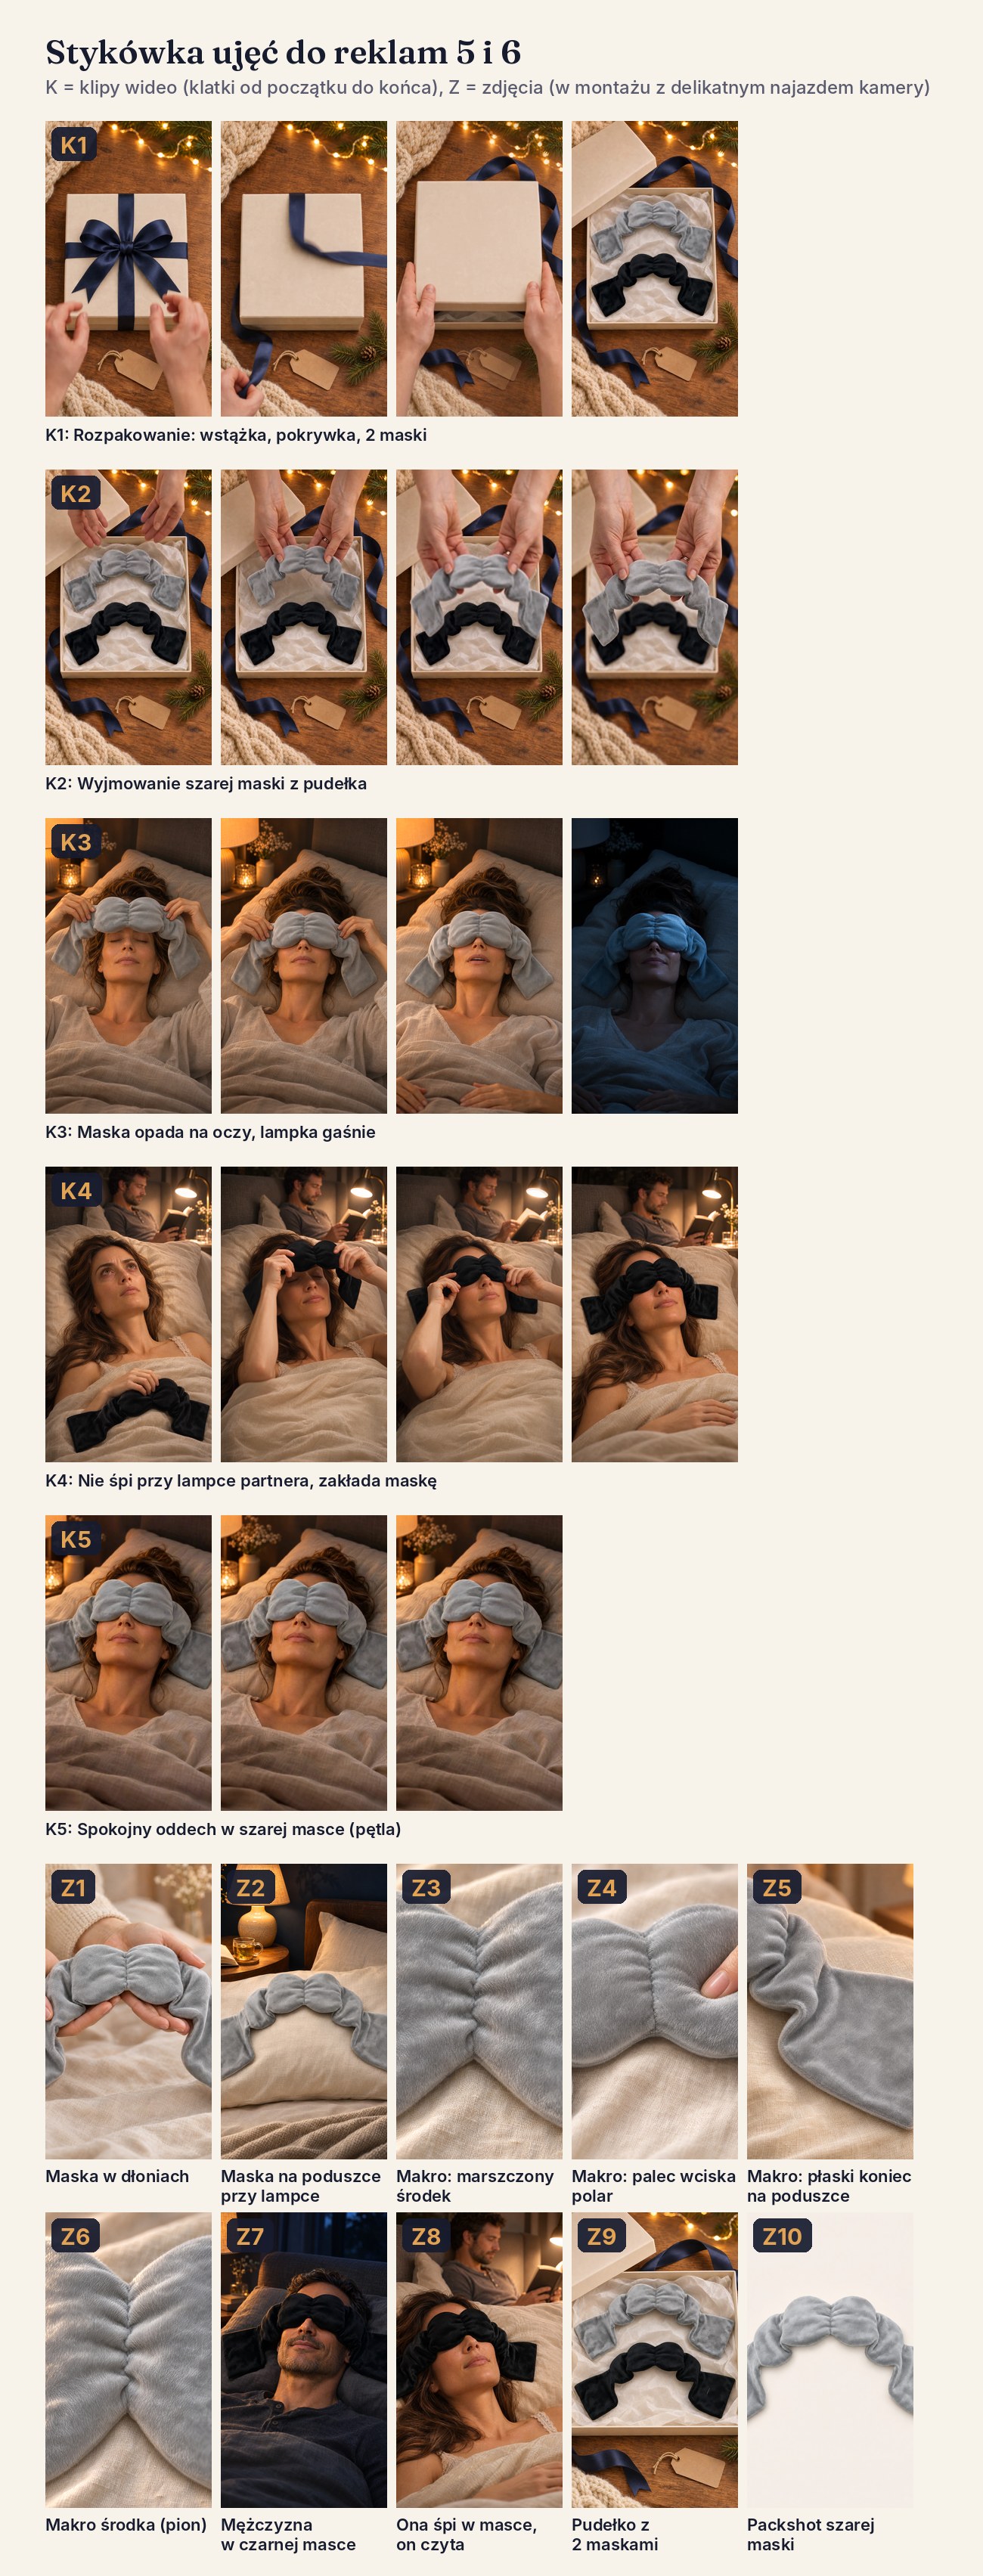 Stykówka ujęć do reklam 5 i 6
K = klipy wideo (klatki od początku do końca), Z = zdjęcia (w montażu z delikatnym najazdem kamery)
K1
K1: Rozpakowanie: wstążka, pokrywka, 2 maski
K2
K2: Wyjmowanie szarej maski z pudełka
K3
K3: Maska opada na oczy, lampka gaśnie
K4
K4: Nie śpi przy lampce partnera, zakłada maskę
K5
K5: Spokojny oddech w szarej masce (pętla)
Z1
Z2
Z3
Z4
Z5
Maska w dłoniach
Maska na poduszce
przy lampce
Makro: marszczony
środek
Makro: palec wciska
polar
Makro: płaski koniec
na poduszce
Z6
Z7
Z8
Z9
Z10
Makro środka (pion)
Mężczyzna
w czarnej masce
Ona śpi w masce,
on czyta
Pudełko z
2 maskami
Packshot szarej
maski